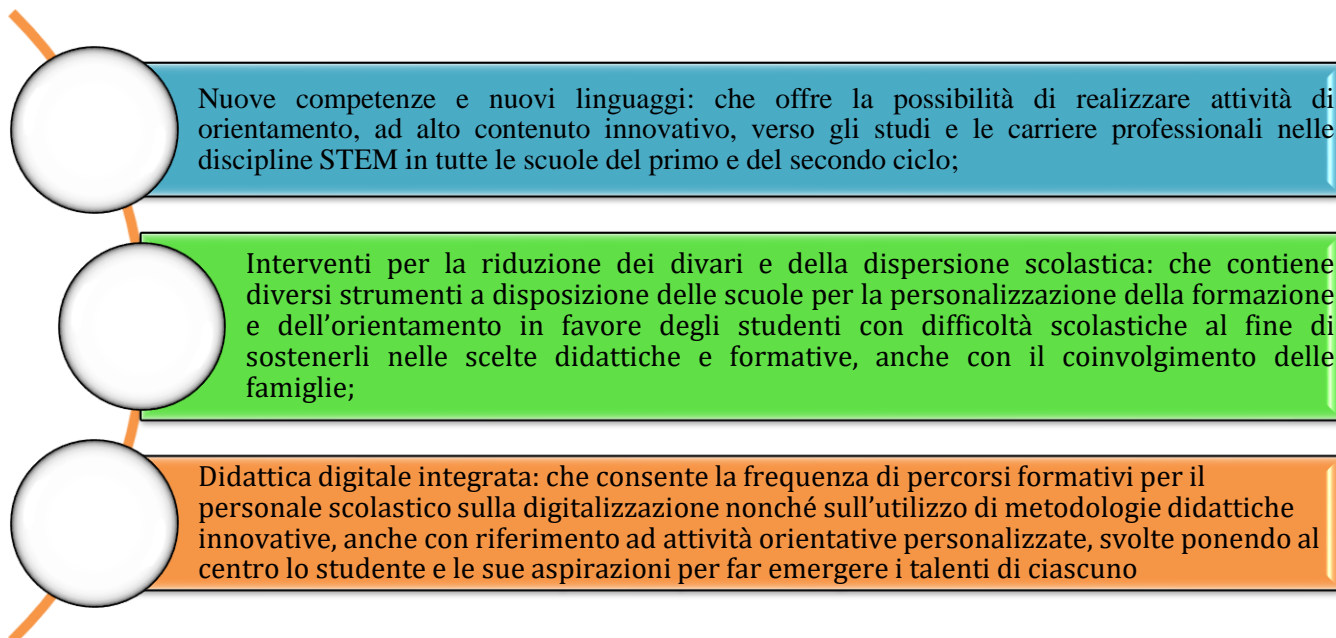 Nuove competenze e nuovi linguaggi: che offre la possibilità di realizzare attività di
orientamento, ad alto contenuto innovativo, verso gli studi e le carriere professionali nelle
discipline STEM in tutte le scuole del primo e del secondo ciclo;
Interventi per la riduzione dei divari e della dispersione scolastica: che contiene
diversi strumenti a disposizione delle scuole per la personalizzazione della formazione
e dell’orientamento in favore degli studenti con difficoltà scolastiche al fine di
sostenerli nelle scelte didattiche e formative, anche con il coinvolgimento delle
famiglie;
Didattica digitale integrata: che consente la frequenza di percorsi formativi per il
personale scolastico sulla digitalizzazione nonché sull’utilizzo di metodologie didattiche
innovative, anche con riferimento ad attività orientative personalizzate, svolte ponendo al
centro lo studente e le sue aspirazioni per far emergere i talenti di ciascuno